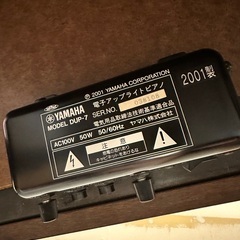 © 2001 YAMAHA CORPORATION
YAMAHA
MODEL DUP-7
電子アップライトピアノ
電気用品取締法技術基準適合品
AC100V 50W 50/60Hz
ヤマハ株式会社
2001製
注意